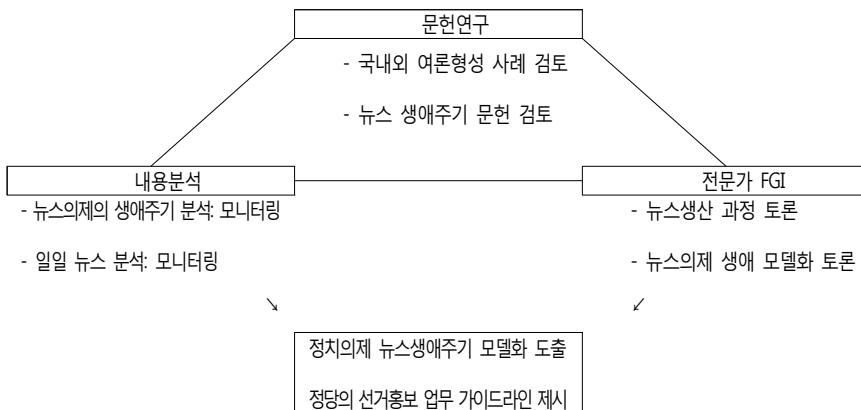 문헌연구
- 국내외 여론형성 사례 검토
- 뉴스 생애주기 문헌 검토
내용분석
- 뉴스의제의 생애주기 분석: 모니터링
- 일일 뉴스 분석: 모니터링
전문가 FGI
- 뉴스생산 과정 토론
- 뉴스의제 생애 모델화 토론
↘
↙
정치의제 뉴스생애주기 모델화 도출
정당의 선거홍보 업무 가이드라인 제시